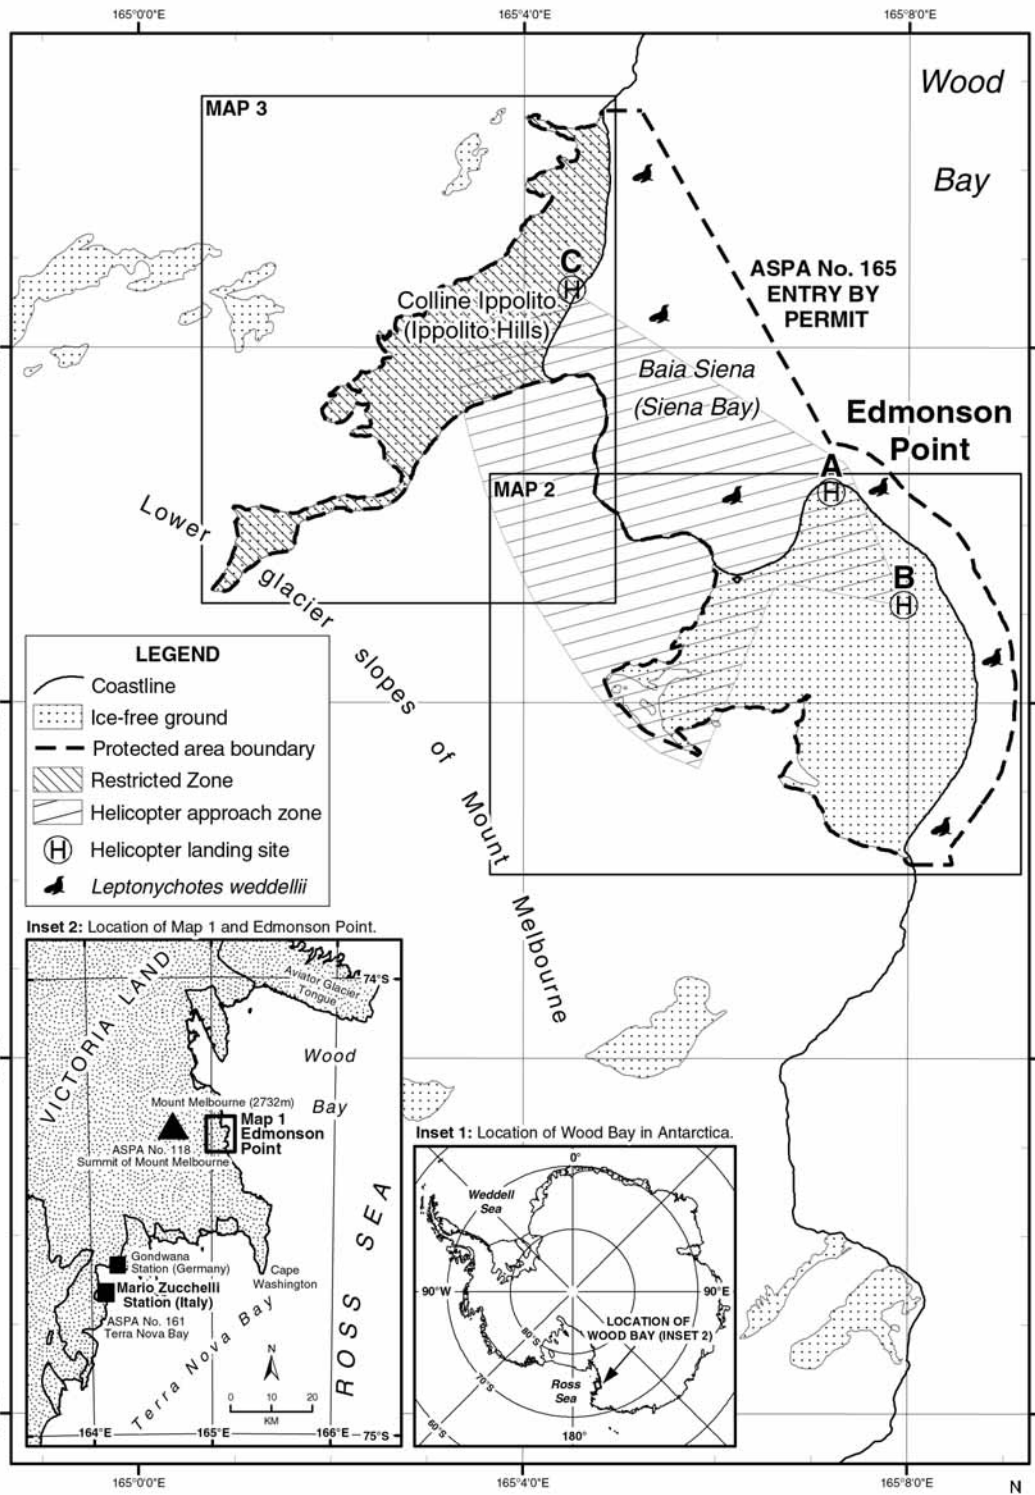 165°0'0"E
165°4'0"E
165°8'0"E
Wood
Bay
MAP 3
C
H
Colline Ippolito
(Ippolito Hills)
ASPA No. 165
ENTRY BY
PERMIT
Baia Siena
(Siena Bay)
Edmonson
Point
A
H
MAP 2
B
H
Lower glacier slopes of Mount Melbourne
LEGEND
Coastline
Ice-free ground
Protected area boundary
Restricted Zone
Helicopter approach zone
H Helicopter landing site
Leptonychotes weddellii
Inset 2: Location of Map 1 and Edmonson Point.
VICTORIA LAND
Aviator Glacier
Tongue
74°S
Wood
Bay
Mount Melbourne (2732m)
Map 1
Edmonson
Point
ASPA No. 118
Summit of Mount Melbourne
Gondwana
Station (Germany)
Mario Zucchelli
Station (Italy)
ASPA No. 161
Terra Nova Bay
Cape
Washington
Terra Nova Bay
ROSS SEA
N
0 10 20
KM
164°E
165°E
166°E
75°S
Inset 1: Location of Wood Bay in Antarctica.
0°
Weddell
Sea
90°W
90°E
80°S
LOCATION OF
WOOD BAY (INSET 2)
70°S
Ross
Sea
60°S
180°
165°0'0"E
165°4'0"E
165°8'0"E
N